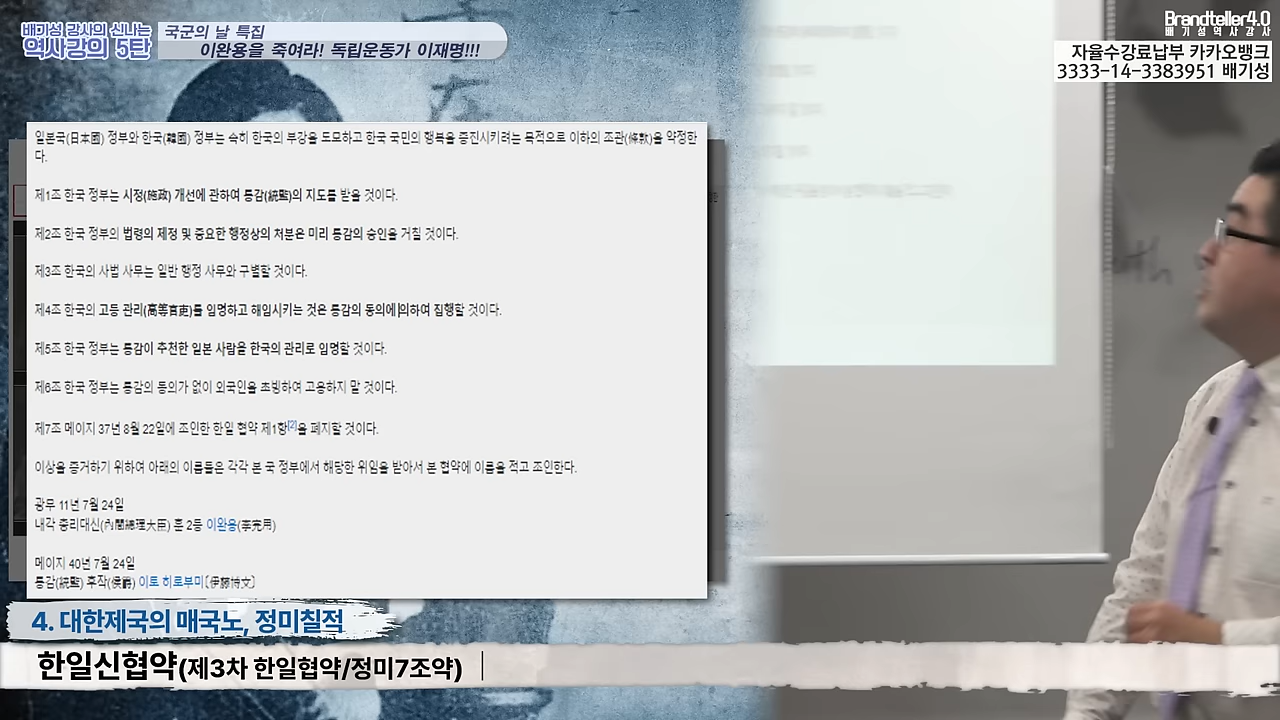 배기성 강사의 신나는
역사강의 5탄
국군의 날 특집
이완용을 죽여라! 독립운동가 이재명!!!
Brandteller4.0
배기성역사강사
자율수강료납부 카카오뱅크
3333-14-3383951 배기성
일본국(日本國) 정부와 한국(韓國) 정부는 속히 한국의 부강을 도모하고 한국 국민의 행복을 증진시키려는 목적으로 이하의 조관(條款)을 약정한
다.
제1조 한국 정부는 시정(施政) 개선에 관하여 통감(統監)의 지도를 받을 것이다.
제2조 한국 정부의 법령의 제정 및 중요한 행정상의 처분은 미리 통감의 승인을 거칠 것이다.
제3조 한국의 사법 사무는 일반 행정 사무와 구별할 것이다.
제4조 한국의 고등 관리(高等官吏)를 임명하고 해임시키는 것은 통감의 동의에 의하여 집행할 것이다.
제5조 한국 정부는 통감이 추천한 일본 사람을 한국의 관리로 임명할 것이다.
제6조 한국 정부는 통감의 동의가 없이 외국인을 초빙하여 고용하지 말 것이다.
제7조 메이지 37년 8월 22일에 조인한 한일 협약 제1항[2]을 폐지할 것이다.
이상을 증거하기 위하여 아래의 이름들은 각각 본 국 정부에서 해당한 위임을 받아서 본 협약에 이름을 적고 조인한다.
광무 11년 7월 24일
내각 총리대신(內閣總理大臣) 훈 2등 이완용(李完用)
메이지 40년 7월 24일
통감(統監) 후작(侯爵) 이토 히로부미〔伊藤博文〕
4. 대한제국의 매국노, 정미칠적
한일신협약(제3차 한일협약/정미7조약)